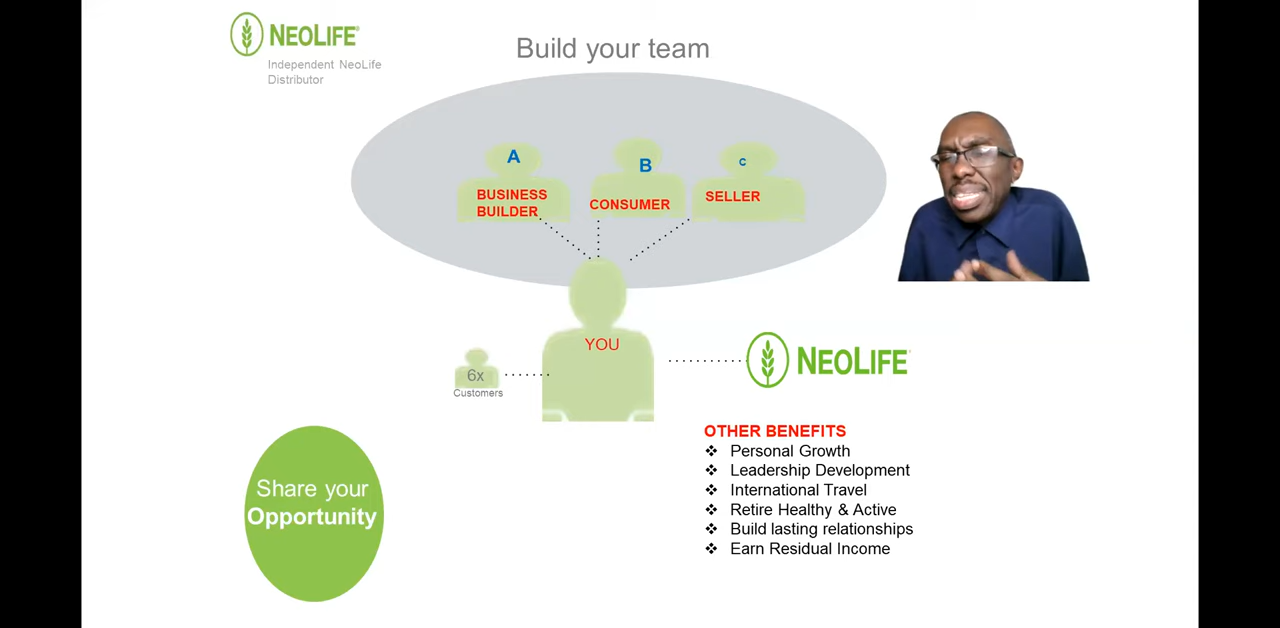 NEOLIFE
Independent NeoLife
Distributor
Build your team
A
B
C
BUSINESS
BUILDER
CONSUMER
SELLER
YOU
6x
Customers
NEOLIFE
OTHER BENEFITS
❖ Personal Growth
❖ Leadership Development
❖ International Travel
❖ Retire Healthy & Active
❖ Build lasting relationships
❖ Earn Residual Income
Share your
Opportunity